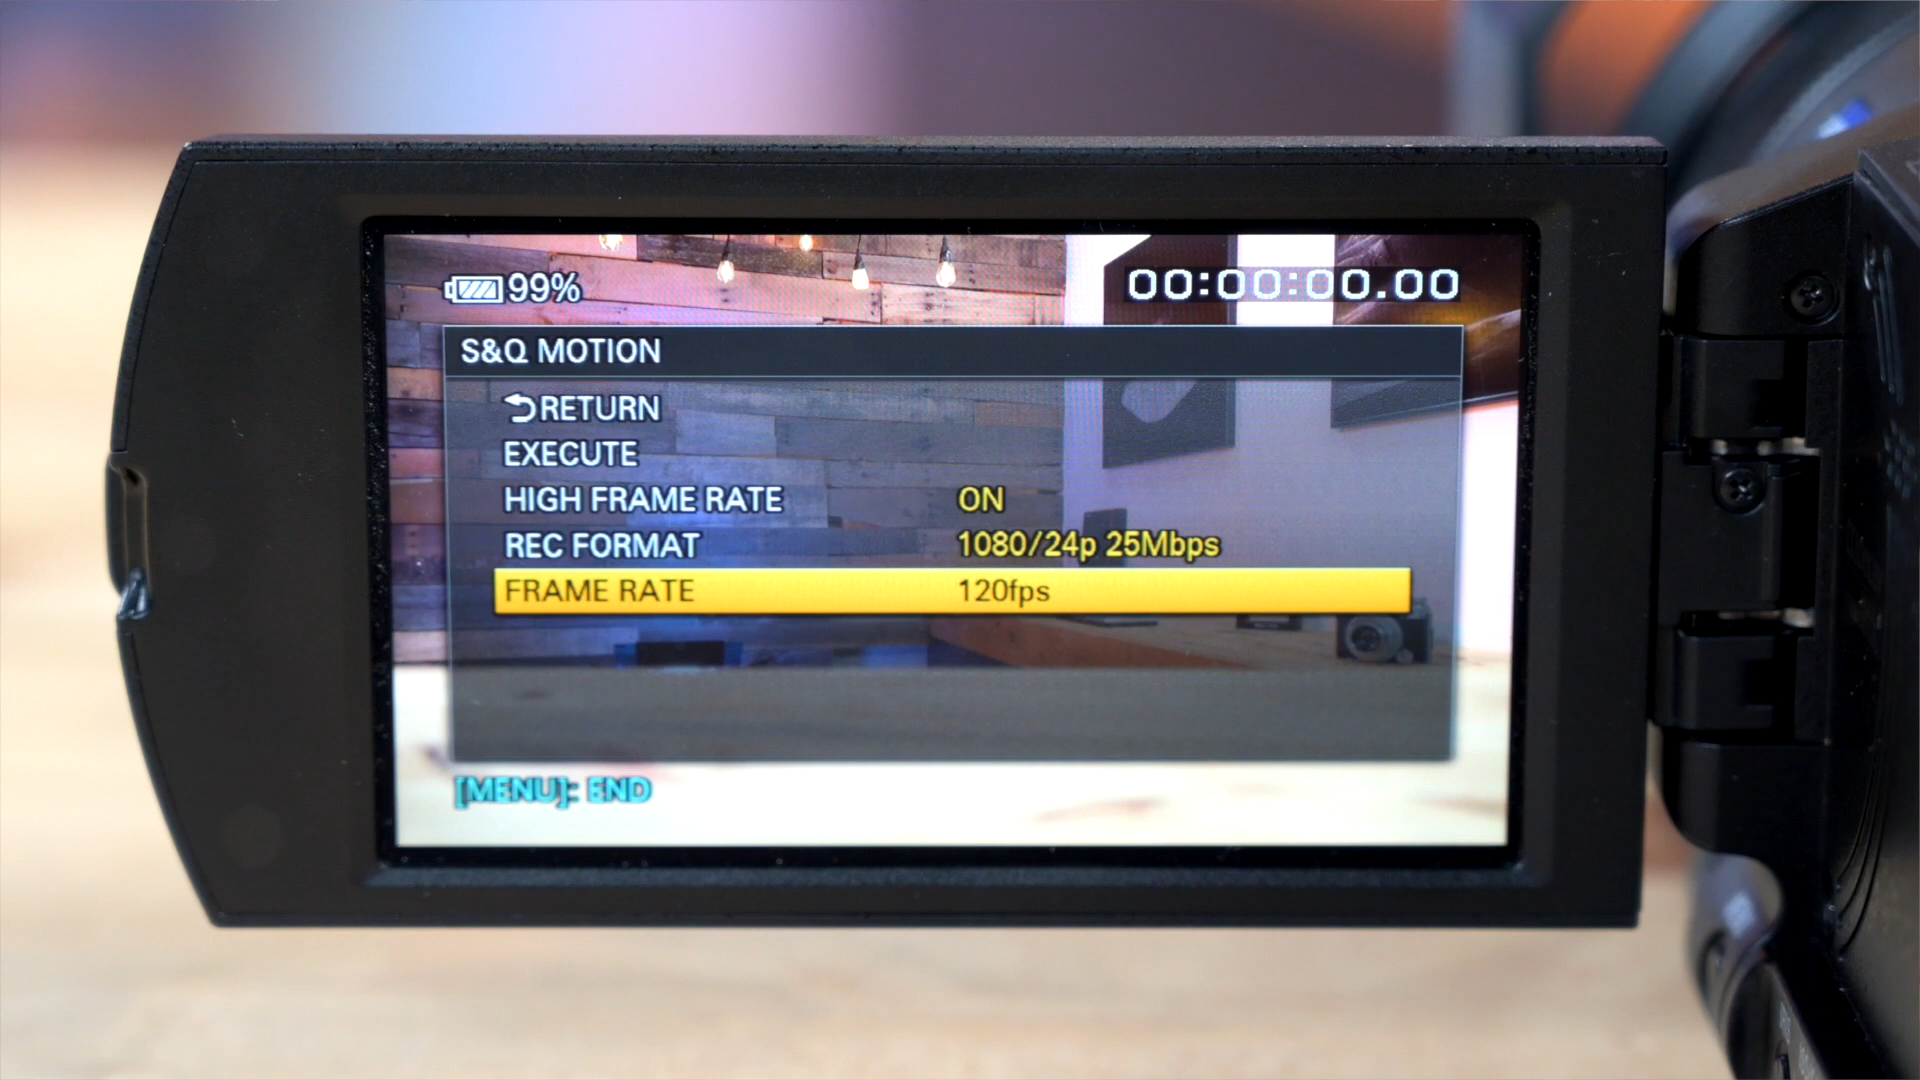 99%
00:00:00.00
S&Q MOTION
RETURN
EXECUTE
HIGH FRAME RATE ON
REC FORMAT 1080/24p 25Mbps
FRAME RATE 120fps
[MENU]: END